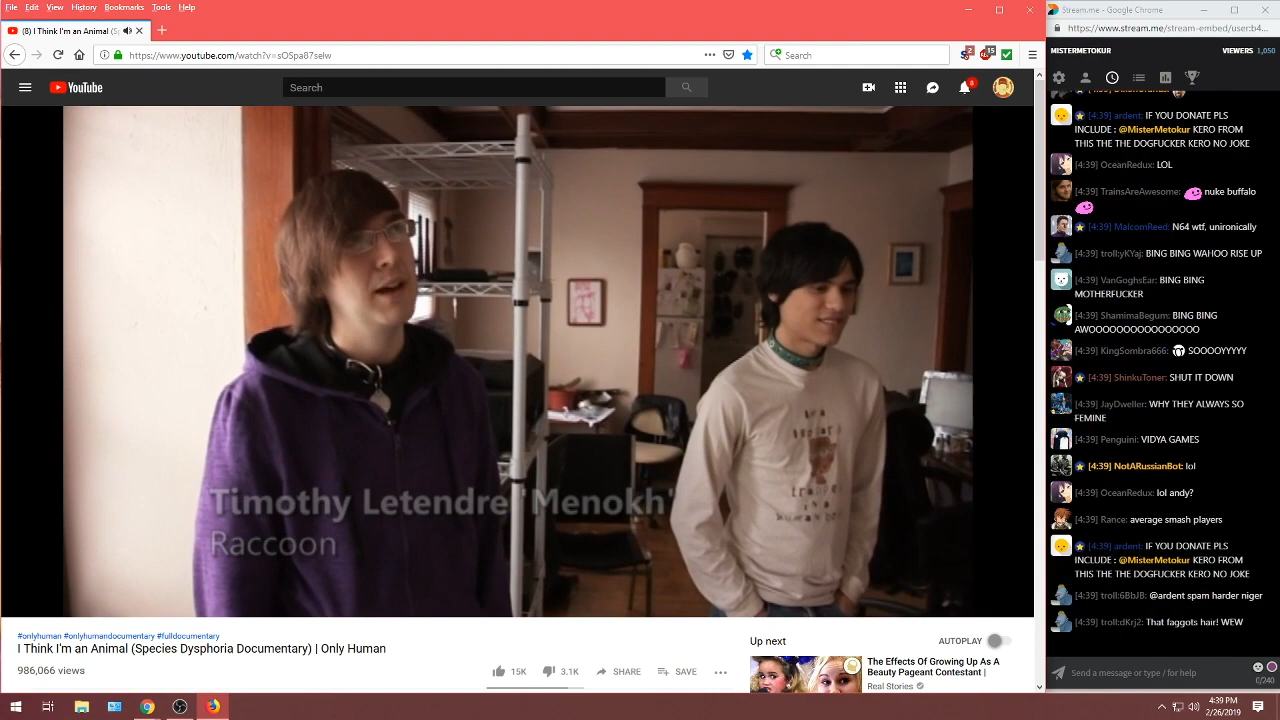 File Edit View History Bookmarks Tools Help
(8) I Think I'm an Animal (Sp
https://www.youtube.com/watch?v=sOSpa87selw
Search
2
15
YouTube
Search
8
Timothy Letendre "Menolth"
Raccoon
#onlyhuman #onlyhumandocumentary #fulldocumentary
I Think I'm an Animal (Species Dysphoria Documentary) | Only Human
986,066 views
15K
3.1K
SHARE
SAVE
Up next
AUTOPLAY
The Effects Of Growing Up As A
Beauty Pageant Contestant |
Real Stories
Stream.me - Google Chrome
https://www.stream.me/stream-embed/user:b4...
MISTERMETOKUR
VIEWERS 1,050
[4:39] ardent: IF YOU DONATE PLS
INCLUDE : @MisterMetokur KERO FROM
THIS THE THE DOGFUCKER KERO NO JOKE
[4:39] OceanRedux: LOL
[4:39] TrainsAreAwesome: nuke buffalo
[4:39] MalcomReed: N64 wtf, unironically
[4:39] troll:yKYaj: BING BING WAHOO RISE UP
[4:39] VanGoghsEar: BING BING
MOTHERFUCKER
[4:39] ShamimaBegum: BING BING
AWOOOOOOOOOOOOOOOO
[4:39] KingSombra666: SOOOOYYYYY
[4:39] ShinkuToner: SHUT IT DOWN
[4:39] JayDweller: WHY THEY ALWAYS SO
FEMINE
[4:39] Penguini: VIDYA GAMES
[4:39] NotARussianBot: lol
[4:39] OceanRedux: lol andy?
[4:39] Rance: average smash players
[4:39] ardent: IF YOU DONATE PLS
INCLUDE : @MisterMetokur KERO FROM
THIS THE THE DOGFUCKER KERO NO JOKE
[4:39] troll:6BbJB: @ardent spam harder niger
[4:39] troll:dKrj2: That faggots hair! WEW
Send a message or type / for help
0/240
4:39 PM
2/26/2019